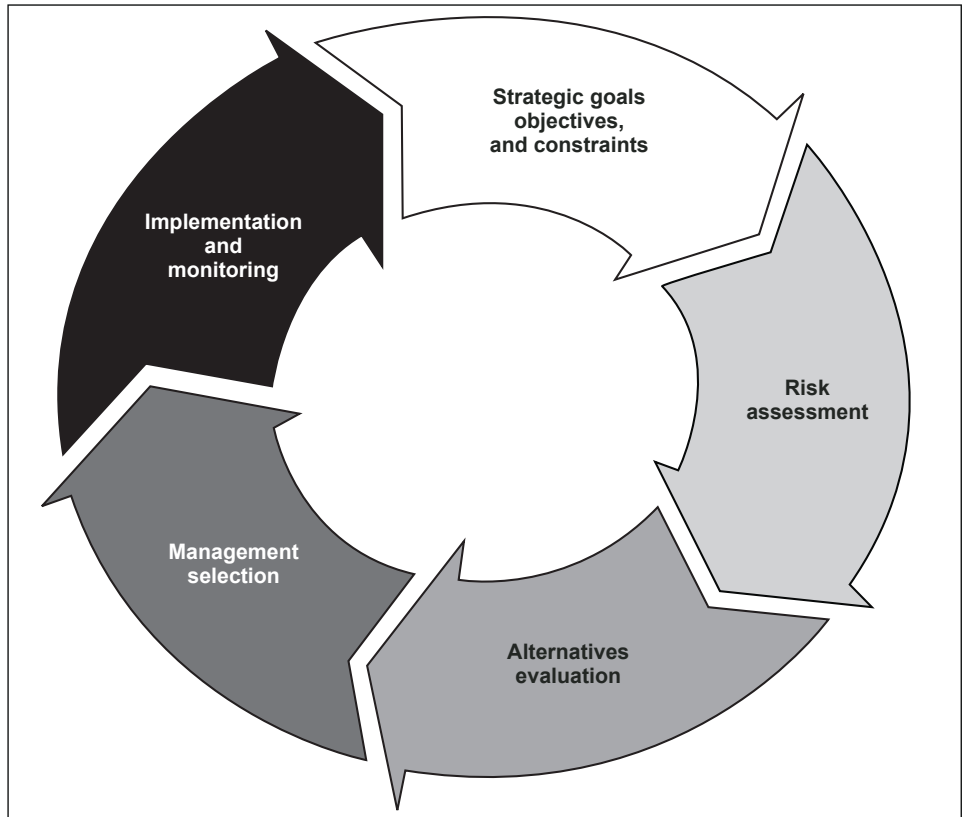 Strategic goals
objectives,
and constraints
Risk
assessment
Alternatives
evaluation
Management
selection
Implementation
and
monitoring